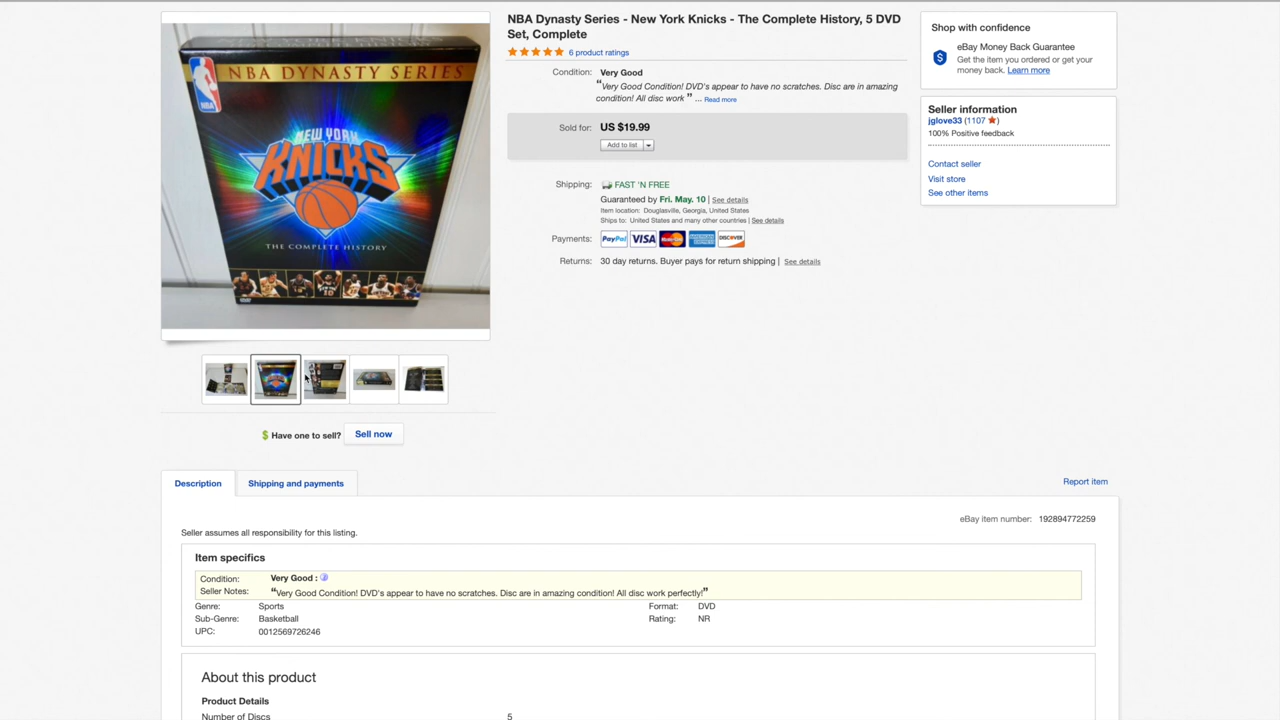 NBA DYNASTY SERIES
NBA
NEW YORK
KNICKS
THE COMPLETE HISTORY
NBA Dynasty Series - New York Knicks - The Complete History, 5 DVD
Set, Complete
6 product ratings
Condition: Very Good
“Very Good Condition! DVD's appear to have no scratches. Disc are in amazing
condition! All disc work ” ... Read more
Sold for: US $19.99
Add to list
Shipping: FAST 'N FREE
Guaranteed by Fri. May. 10 | See details
Item location: Douglasville, Georgia, United States
Ships to: United States and many other countries | See details
Payments: PayPal VISA MasterCard AMERICAN EXPRESS DISCOVER
Returns: 30 day returns. Buyer pays for return shipping | See details
Shop with confidence
eBay Money Back Guarantee
Get the item you ordered or get your
money back. Learn more
Seller information
jglove33 (1107 ★)
100% Positive feedback
Contact seller
Visit store
See other items
$ Have one to sell? Sell now
Description Shipping and payments Report item
eBay item number: 192894772259
Seller assumes all responsibility for this listing.
Item specifics
Condition: Very Good :
Seller Notes: “Very Good Condition! DVD's appear to have no scratches. Disc are in amazing condition! All disc work perfectly!”
Genre: Sports Format: DVD
Sub-Genre: Basketball Rating: NR
UPC: 0012569726246
About this product
Product Details
Number of Discs 5